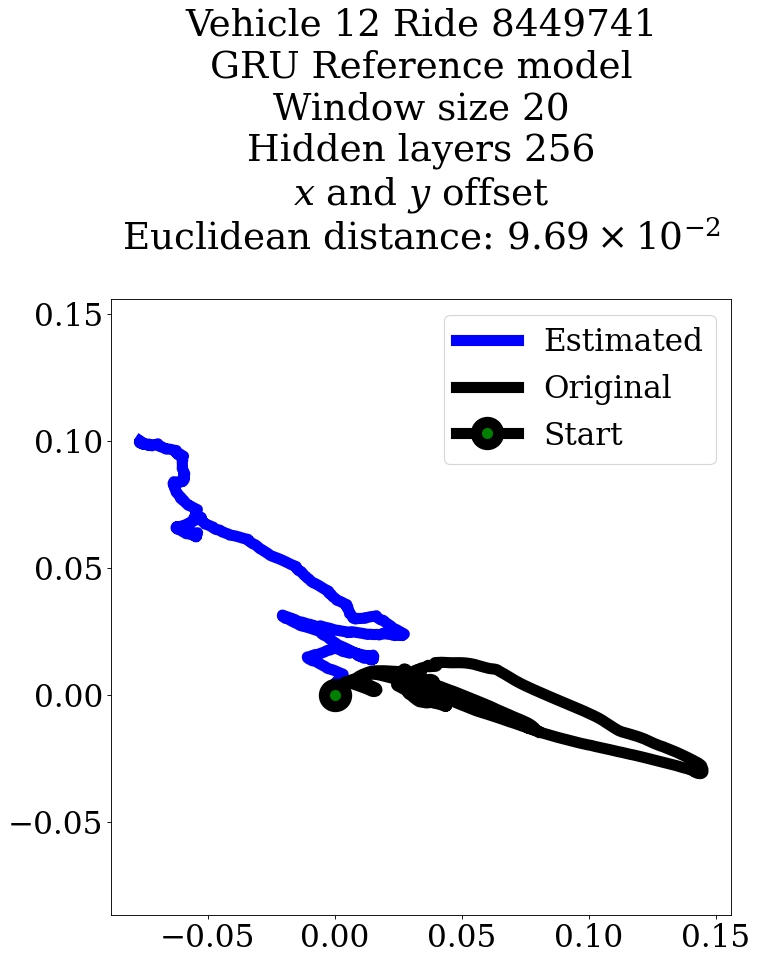 Vehicle 12 Ride 8449741
GRU Reference model
Window size 20
Hidden layers 256
x and y offset
Euclidean distance: 9.69 × 10⁻²
0.15
0.10
0.05
0.00
−0.05
Estimated
Original
Start
−0.05 0.00 0.05 0.10 0.15